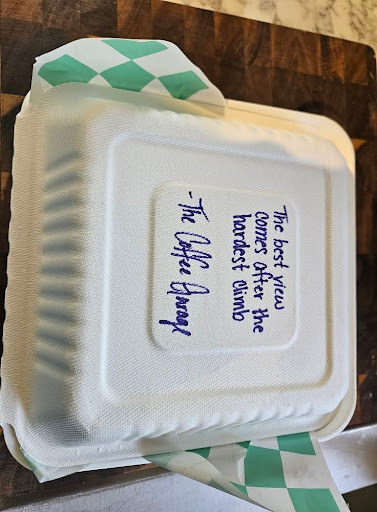 The best view
comes after the
hardest climb
- The Coffee Garage